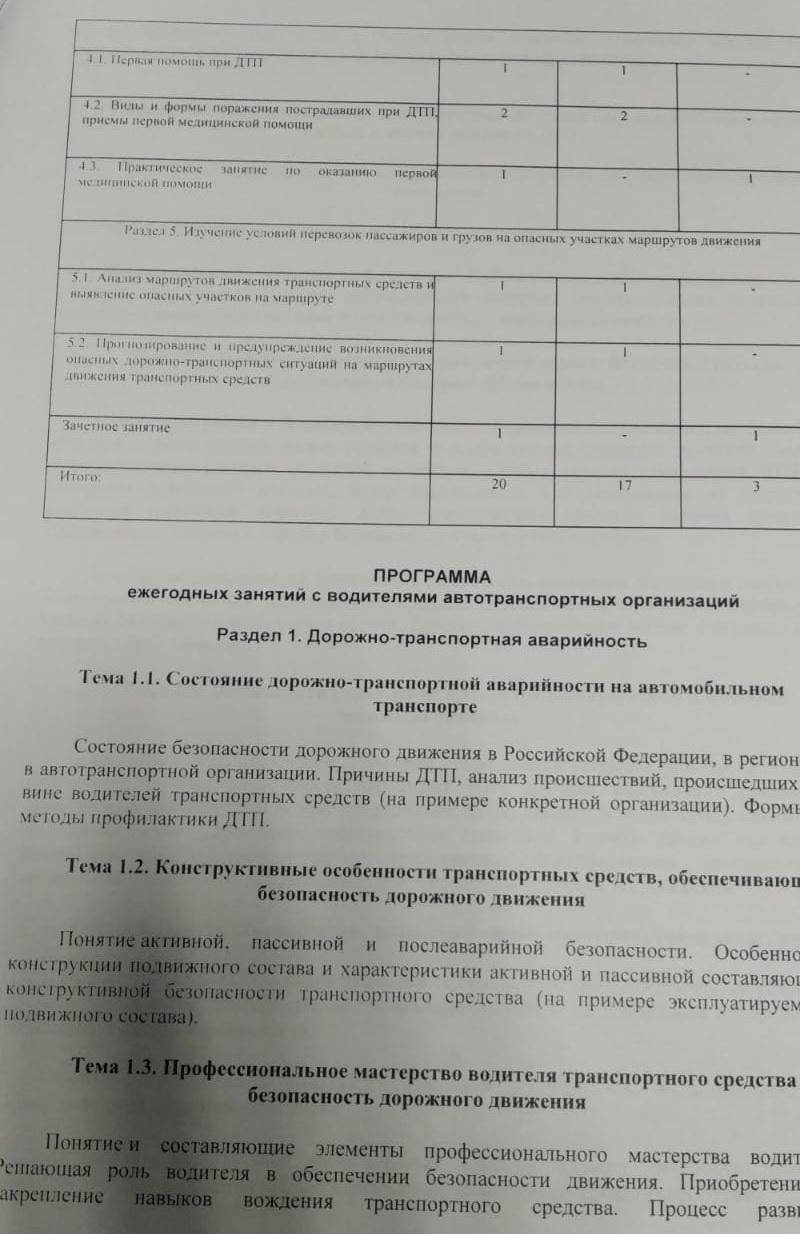 4.1. Первая помощь при ДТП 1 1 -
4.2. Виды и формы поражения пострадавших при ДТП, 2 2 -
приемы первой медицинской помощи
4.3. Практическое занятие по оказанию первой 1 - 1
медицинской помощи
Раздел 5. Изучение условий перевозок пассажиров и грузов на опасных участках маршрутов движения
5.1. Анализ маршрутов движения транспортных средств и 1 1 -
выявление опасных участков на маршруте
5.2. Прогнозирование и предупреждение возникновения 1 1 -
опасных дорожно-транспортных ситуаций на маршрутах
движения транспортных средств
Зачетное занятие 1 - 1
Итого: 20 17 3
ПРОГРАММА
ежегодных занятий с водителями автотранспортных организаций
Раздел 1. Дорожно-транспортная аварийность
Тема 1.1. Состояние дорожно-транспортной аварийности на автомобильном
транспорте
Состояние безопасности дорожного движения в Российской Федерации, в регион
в автотранспортной организации. Причины ДТП, анализ происшествий, происшедших
вине водителей транспортных средств (на примере конкретной организации). Формы
методы профилактики ДТП.
Тема 1.2. Конструктивные особенности транспортных средств, обеспечивающ
безопасность дорожного движения
Понятие активной, пассивной и послеаварийной безопасности. Особенно
конструкции подвижного состава и характеристики активной и пассивной составляющ
конструктивной безопасности транспортного средства (на примере эксплуатируем
подвижного состава).
Тема 1.3. Профессиональное мастерство водителя транспортного средства
безопасность дорожного движения
Понятие и составляющие элементы профессионального мастерства водит
Решающая роль водителя в обеспечении безопасности движения. Приобретени
акрепление навыков вождения транспортного средства. Процесс разви